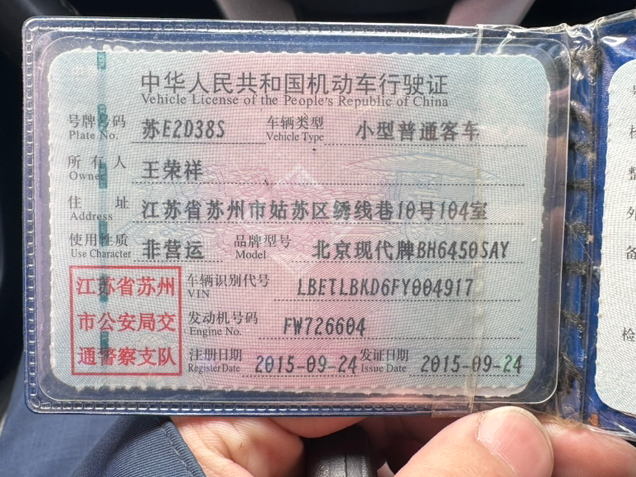 中华人民共和国机动车行驶证
Vehicle License of the People's Republic of China
号牌号码 苏E2D38S 车辆类型 小型普通客车
Plate No. Vehicle Type
所有人 王荣祥
Owner
住址 江苏省苏州市姑苏区绣线巷10号104室
Address
使用性质 非营运 品牌型号 北京现代牌BH6450SAY
Use Character Model
江苏省苏州
市公安局交
通警察支队
车辆识别代号 LBETLBKD6FY004917
VIN
发动机号码 FW726604
Engine No.
注册日期 2015-09-24 发证日期 2015-09-24
Register Date Issue Date